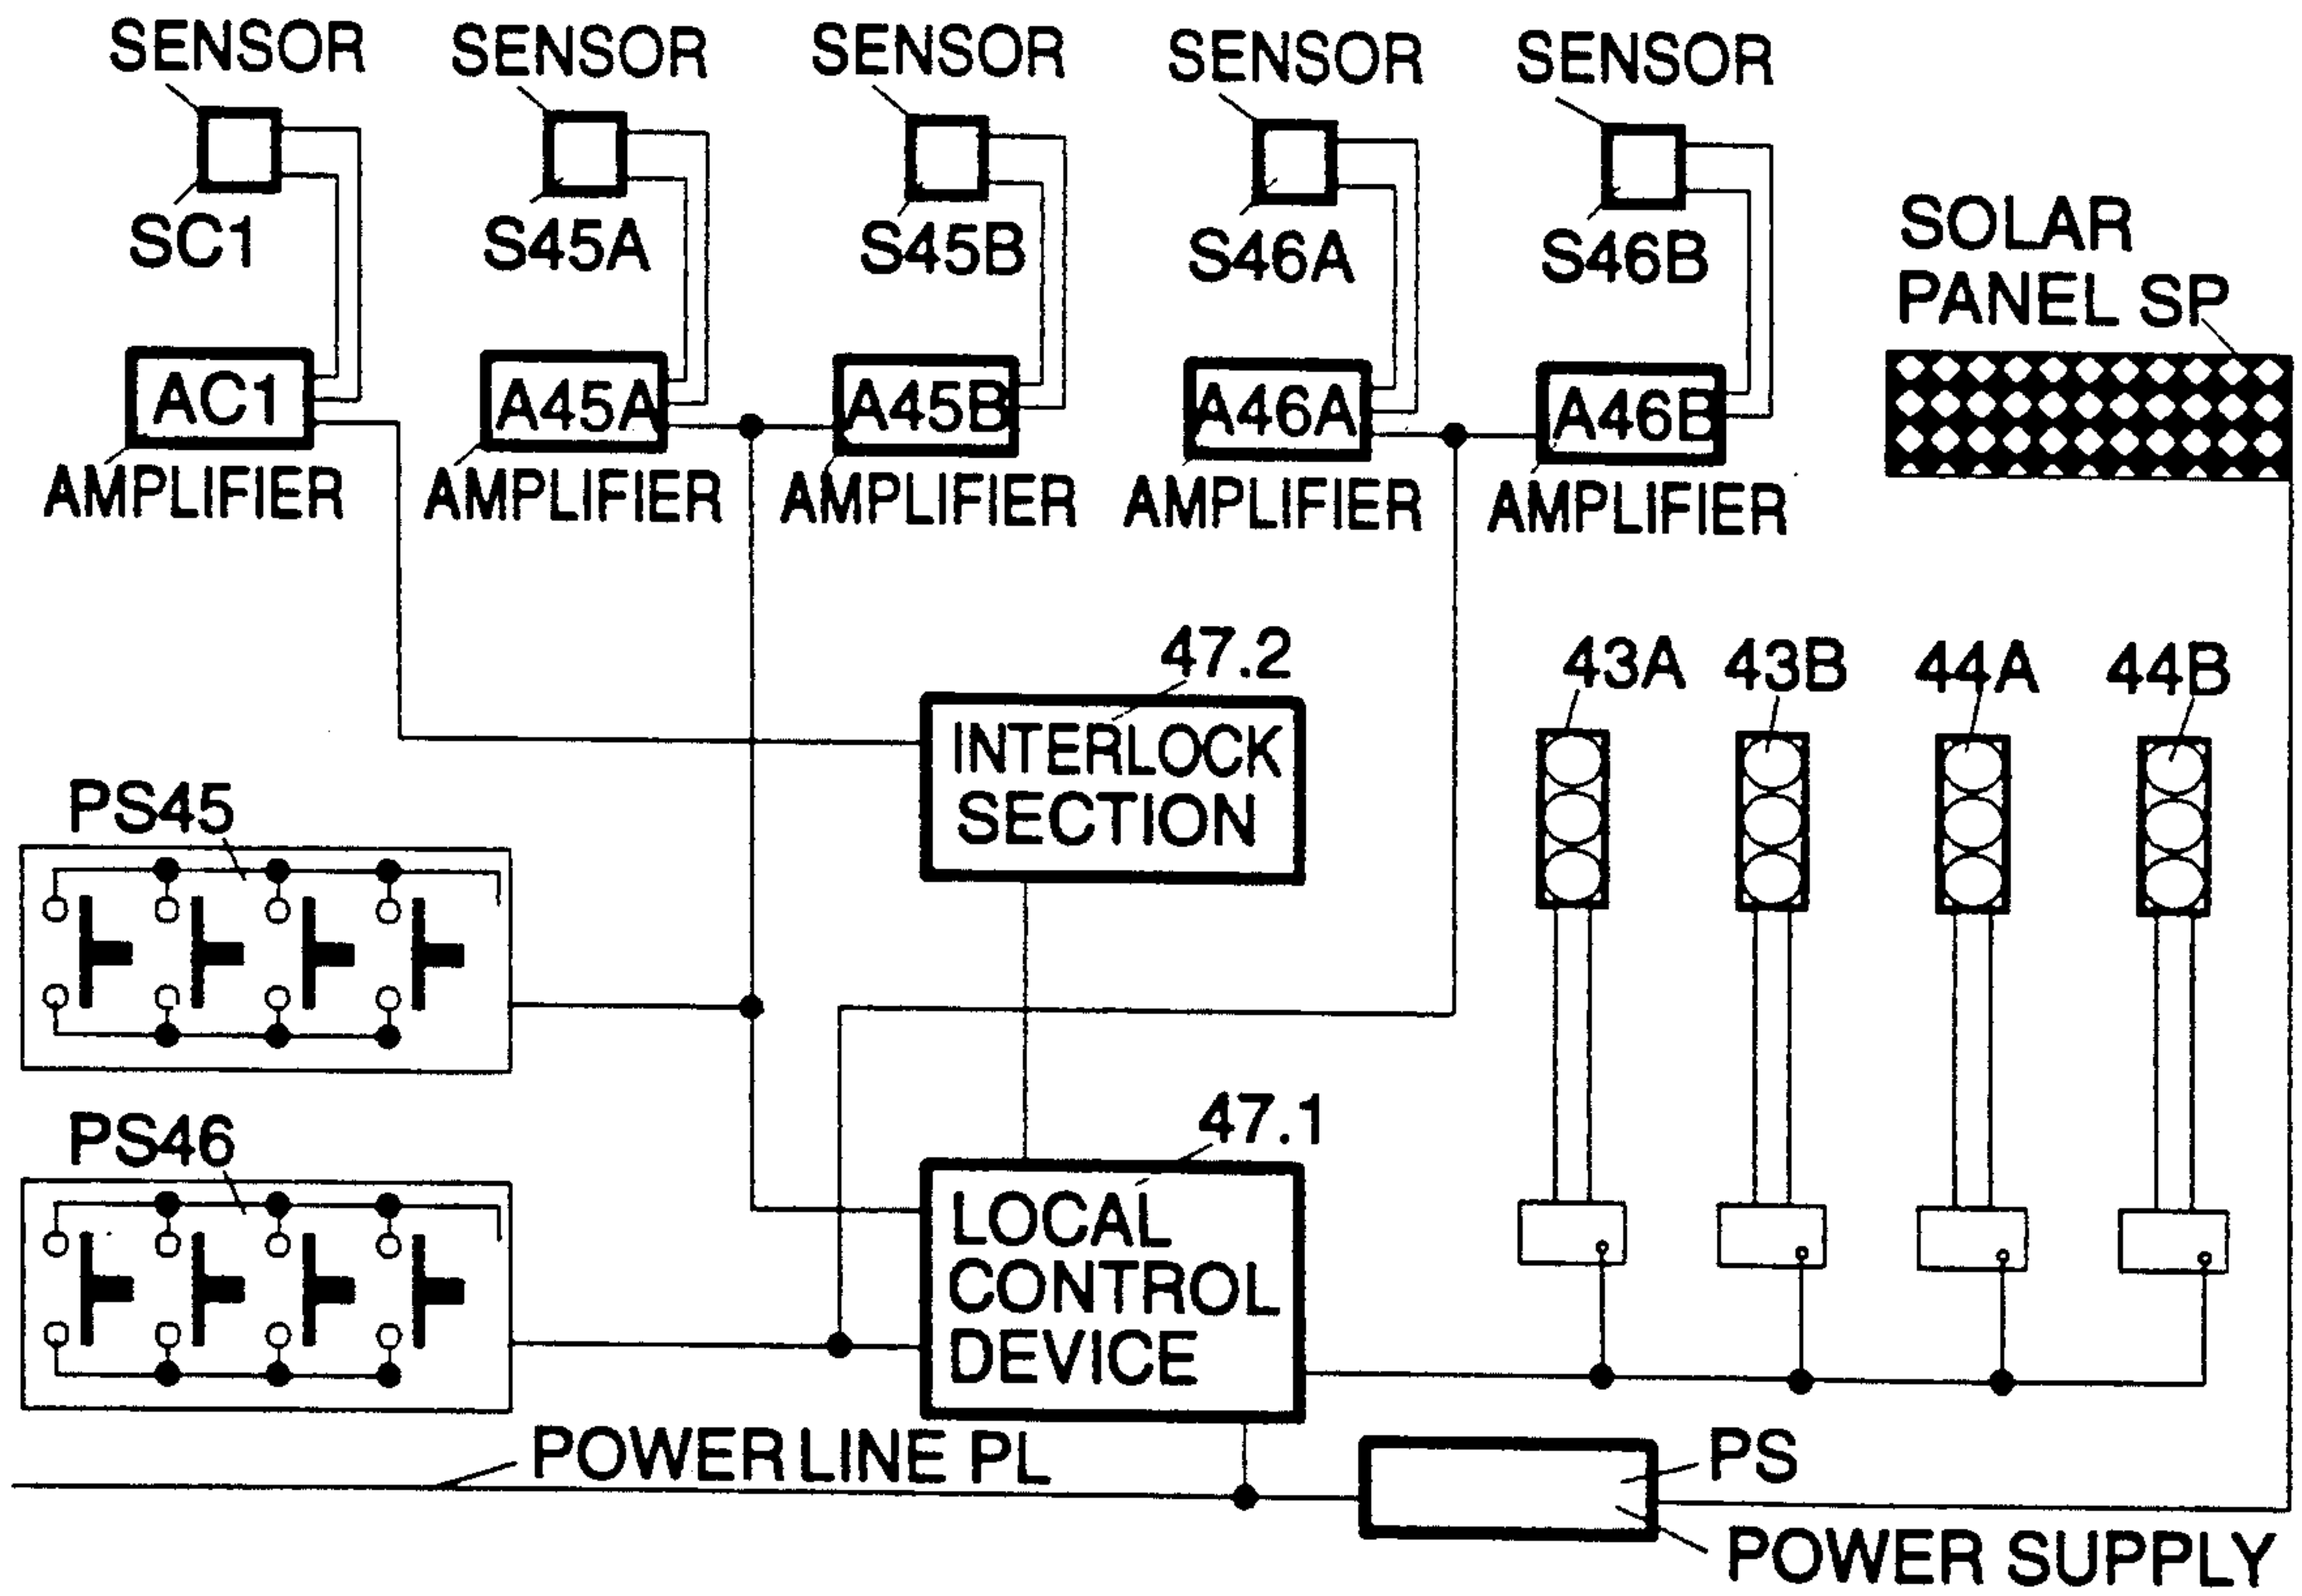 SENSOR
SENSOR
SENSOR
SENSOR
SENSOR
SC1
S45A
S45B
S46A
S46B
SOLAR
PANEL SP
AC1
A45A
A45B
A46A
A46B
AMPLIFIER
AMPLIFIER
AMPLIFIER
AMPLIFIER
AMPLIFIER
47.2
43A
43B
44A
44B
INTERLOCK
SECTION
PS45
47.1
PS46
LOCAL
CONTROL
DEVICE
POWER LINE PL
PS
POWER SUPPLY